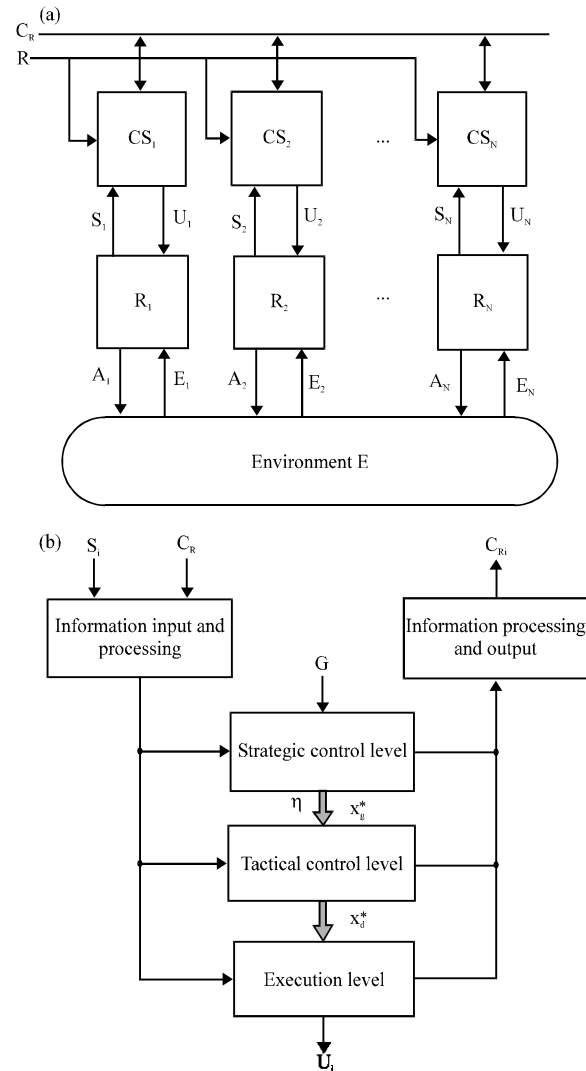 (a)
C_R
R
CS_1 CS_2 ... CS_N
S_1 U_1 S_2 U_2 S_N U_N
R_1 R_2 ... R_N
A_1 E_1 A_2 E_2 A_N E_N
Environment E
(b)
S_i C_R C_Ri
Information input and
processing
Information processing
and output
G
Strategic control level
η x_g^*
Tactical control level
x_d^*
Execution level
U_i